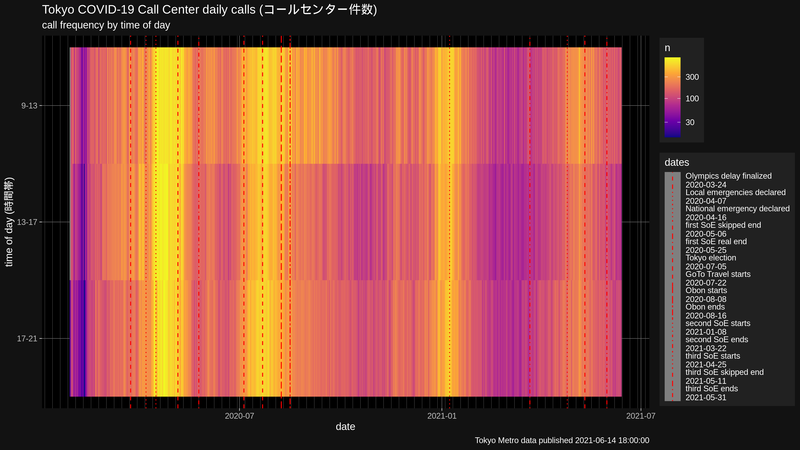 Tokyo COVID-19 Call Center daily calls (コールセンター件数)
call frequency by time of day
time of day (時間帯)
9-13
13-17
17-21
2020-07
2021-01
2021-07
date
Tokyo Metro data published 2021-06-14 18:00:00
n
300
100
30
dates
Olympics delay finalized
2020-03-24
Local emergencies declared
2020-04-07
National emergency declared
2020-04-16
first SoE skipped end
2020-05-06
first SoE real end
2020-05-25
Tokyo election
2020-07-05
GoTo Travel starts
2020-07-22
Obon starts
2020-08-08
Obon ends
2020-08-16
second SoE starts
2021-01-08
second SoE ends
2021-03-22
third SoE starts
2021-04-25
third SoE skipped end
2021-05-11
third SoE ends
2021-05-31